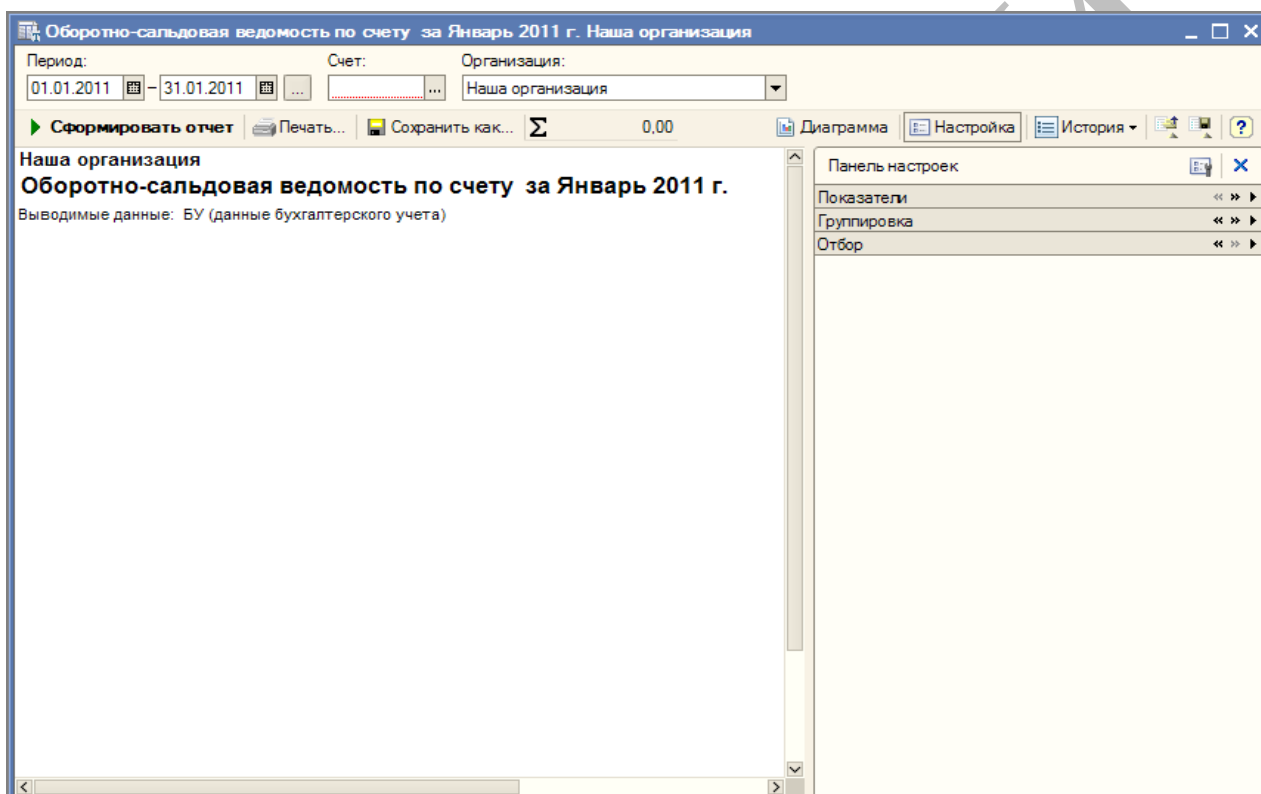 Оборотно-сальдовая ведомость по счету за Январь 2011 г. Наша организация
Период: Счет: Организация:
01.01.2011 – 31.01.2011 ... ... Наша организация
Сформировать отчет Печать... Сохранить как... Σ 0,00 Диаграмма Настройка История ?
Наша организация
Оборотно-сальдовая ведомость по счету за Январь 2011 г.
Выводимые данные: БУ (данные бухгалтерского учета)
Панель настроек
Показатели
Группировка
Отбор